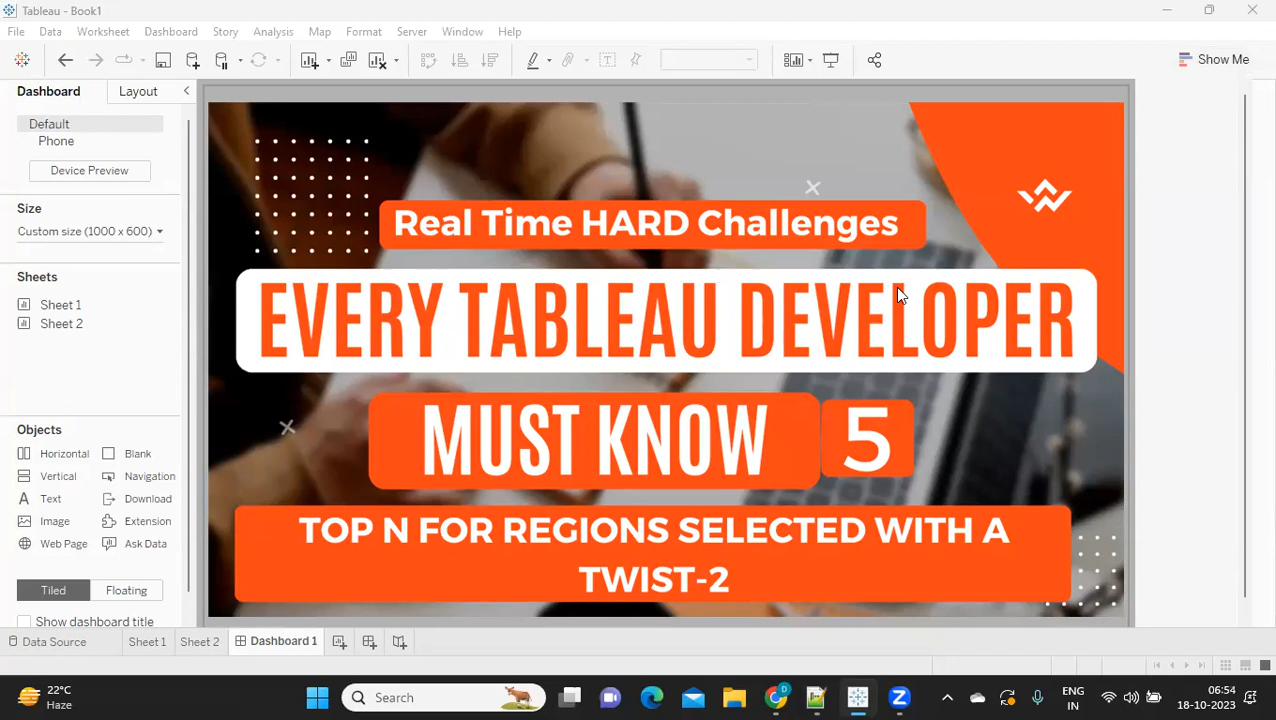 Tableau - Book1
File Data Worksheet Dashboard Story Analysis Map Format Server Window Help
Show Me
Dashboard Layout
Default
Phone
Device Preview
Size
Custom size (1000 x 600)
Sheets
Sheet 1
Sheet 2
Objects
Horizontal Blank
Vertical Navigation
Text Download
Image Extension
Web Page Ask Data
Tiled Floating
Show dashboard title
Real Time HARD Challenges
EVERY TABLEAU DEVELOPER
MUST KNOW 5
TOP N FOR REGIONS SELECTED WITH A
TWIST-2
Data Source Sheet 1 Sheet 2 Dashboard 1
22°C
Haze
Search
ENG
IN
06:54
18-10-2023